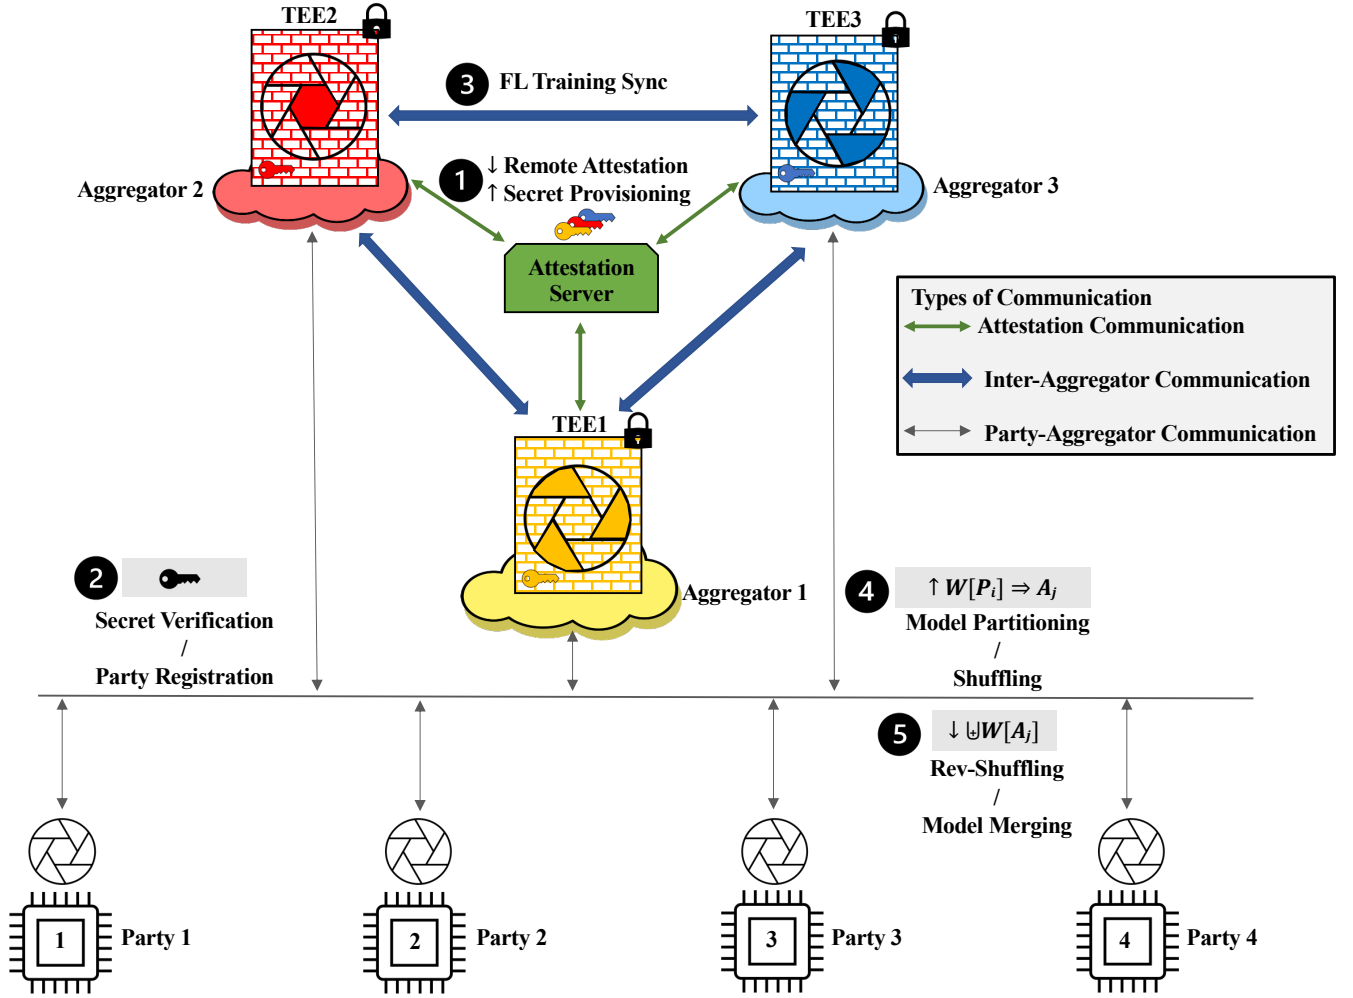 TEE2
TEE3
3 FL Training Sync
1 ↓ Remote Attestation
↑ Secret Provisioning
Aggregator 2
Aggregator 3
Attestation
Server
Types of Communication
Attestation Communication
Inter-Aggregator Communication
Party-Aggregator Communication
TEE1
Aggregator 1
2
Secret Verification
/
Party Registration
4 ↑ W[Pᵢ] ⇒ Aⱼ
Model Partitioning
/
Shuffling
5 ↓ ⊎W[Aⱼ]
Rev-Shuffling
/
Model Merging
1 Party 1
2 Party 2
3 Party 3
4 Party 4